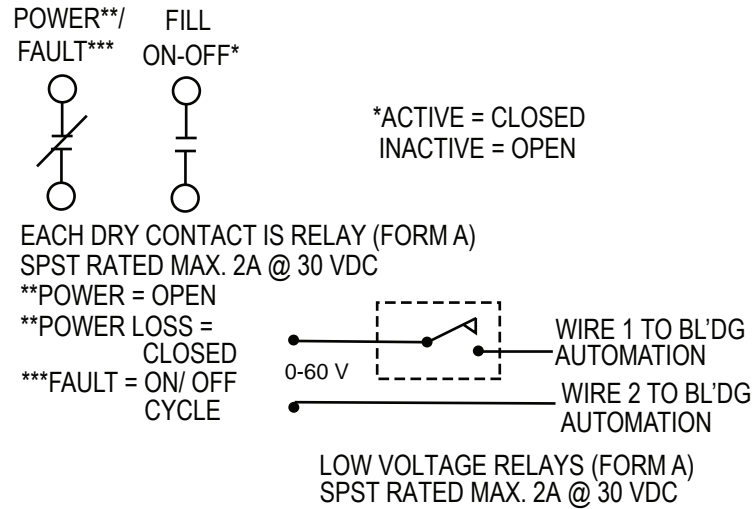 POWER**/
FAULT***
FILL
ON-OFF*
*ACTIVE = CLOSED
INACTIVE = OPEN
EACH DRY CONTACT IS RELAY (FORM A)
SPST RATED MAX. 2A @ 30 VDC
**POWER = OPEN
**POWER LOSS =
CLOSED
***FAULT = ON/ OFF
CYCLE
0-60 V
WIRE 1 TO BL'DG
AUTOMATION
WIRE 2 TO BL'DG
AUTOMATION
LOW VOLTAGE RELAYS (FORM A)
SPST RATED MAX. 2A @ 30 VDC